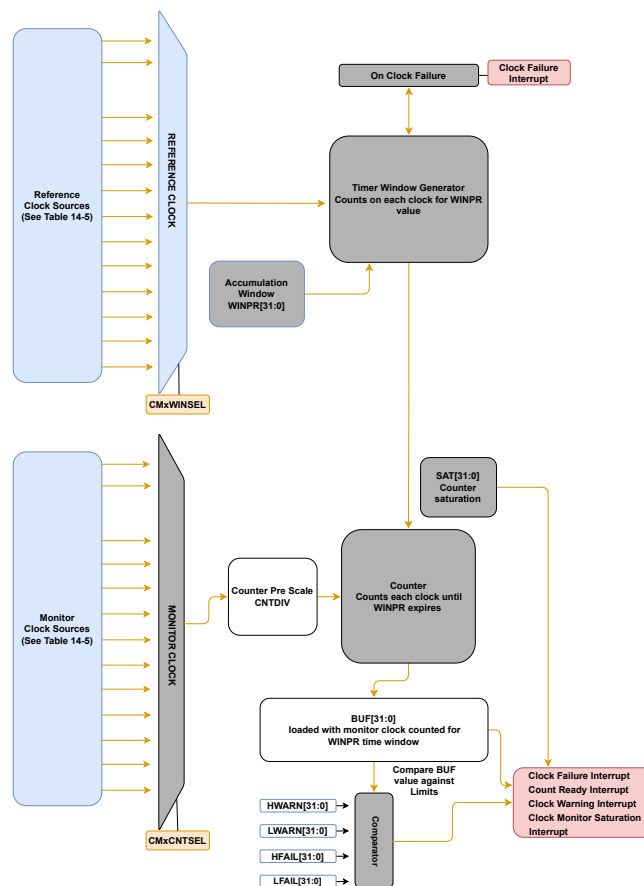 On Clock Failure
Clock Failure
Interrupt
Reference
Clock Sources
(See Table 14-5)
REFERENCE CLOCK
Timer Window Generator
Counts on each clock for WINPR
value
Accumulation
Window
WINPR[31:0]
CMxWINSEL
SAT[31:0]
Counter
saturation
Monitor
Clock Sources
(See Table 14-5)
MONITOR CLOCK
Counter Pre Scale
CNTDIV
Counter
Counts each clock until
WINPR expires
BUF[31:0]
loaded with monitor clock counted for
WINPR time window
Compare BUF
value against
Limits
CMxCNTSEL
HWARN[31:0]
LWARN[31:0]
HFAIL[31:0]
LFAIL[31:0]
Comparator
Clock Failure Interrupt
Count Ready Interrupt
Clock Warning Interrupt
Clock Monitor Saturation
Interrupt